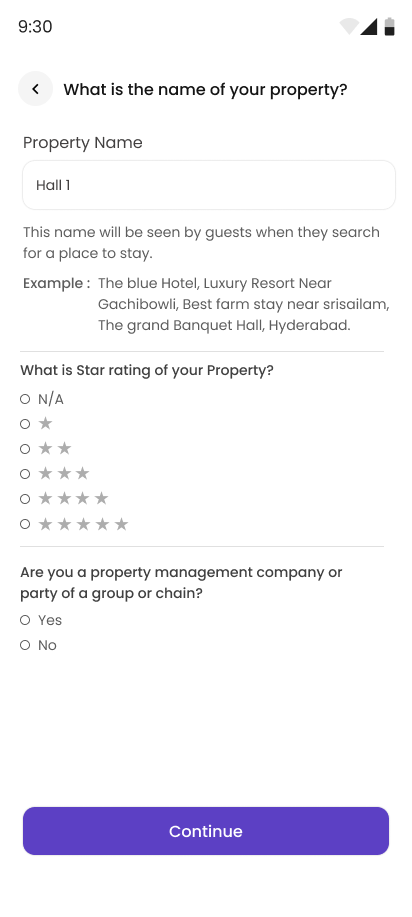 9:30
What is the name of your property?
Property Name
Hall 1
This name will be seen by guests when they search
for a place to stay.
Example : The blue Hotel, Luxury Resort Near
Gachibowli, Best farm stay near srisailam,
The grand Banquet Hall, Hyderabad.
What is Star rating of your Property?
N/A
Are you a property management company or
party of a group or chain?
Yes
No
Continue